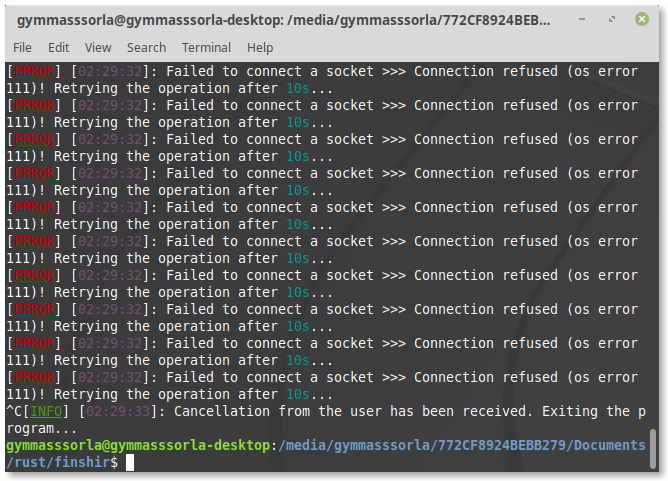 gymmasssorla@gymmasssorla-desktop: /media/gymmasssorla/772CF8924BEB...
File Edit View Search Terminal Help
[ERROR] [02:29:32]: Failed to connect a socket >>> Connection refused (os error
111)! Retrying the operation after 10s...
[ERROR] [02:29:32]: Failed to connect a socket >>> Connection refused (os error
111)! Retrying the operation after 10s...
[ERROR] [02:29:32]: Failed to connect a socket >>> Connection refused (os error
111)! Retrying the operation after 10s...
[ERROR] [02:29:32]: Failed to connect a socket >>> Connection refused (os error
111)! Retrying the operation after 10s...
[ERROR] [02:29:32]: Failed to connect a socket >>> Connection refused (os error
111)! Retrying the operation after 10s...
[ERROR] [02:29:32]: Failed to connect a socket >>> Connection refused (os error
111)! Retrying the operation after 10s...
[ERROR] [02:29:32]: Failed to connect a socket >>> Connection refused (os error
111)! Retrying the operation after 10s...
[ERROR] [02:29:32]: Failed to connect a socket >>> Connection refused (os error
111)! Retrying the operation after 10s...
[ERROR] [02:29:32]: Failed to connect a socket >>> Connection refused (os error
111)! Retrying the operation after 10s...
[ERROR] [02:29:32]: Failed to connect a socket >>> Connection refused (os error
111)! Retrying the operation after 10s...
^C[INFO] [02:29:33]: Cancellation from the user has been received. Exiting the p
rogram...
gymmasssorla@gymmasssorla-desktop:/media/gymmasssorla/772CF8924BEBB279/Documents
/rust/finshir$